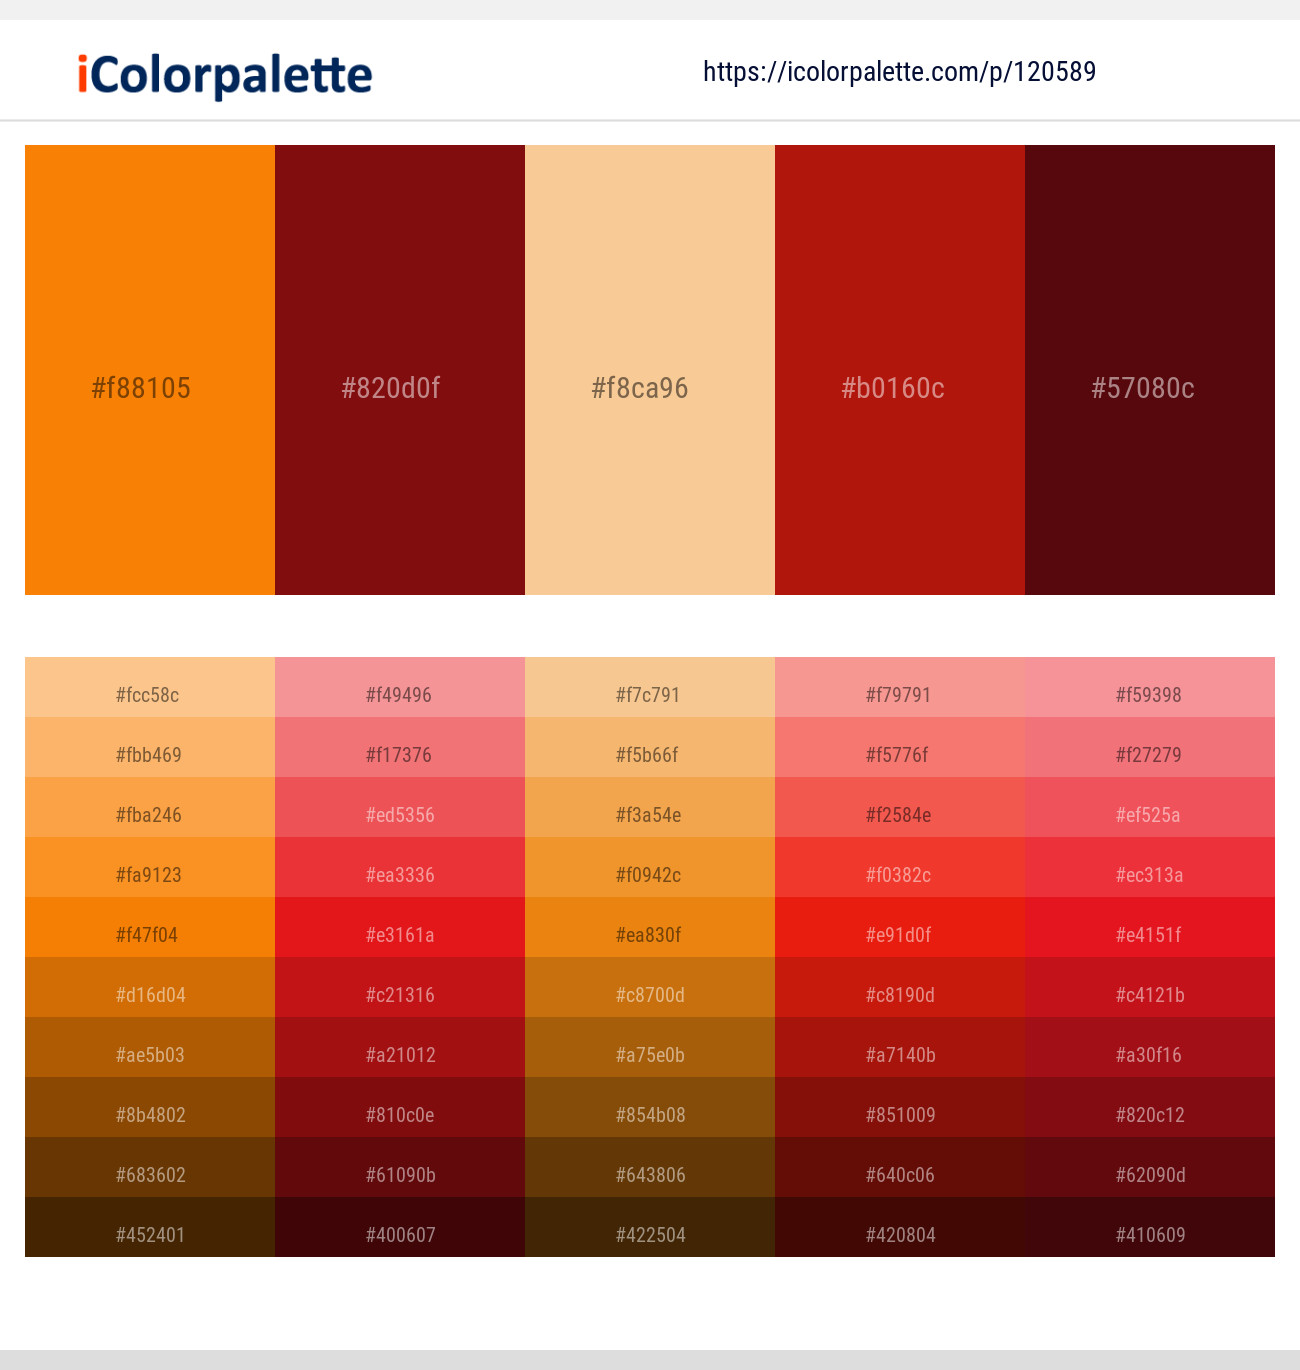 iColorpalette
https://icolorpalette.com/p/120589
#f88105 #820d0f #f8ca96 #b0160c #57080c
#fcc58c #f49496 #f7c791 #f79791 #f59398
#fbb469 #f17376 #f5b66f #f5776f #f27279
#fba246 #ed5356 #f3a54e #f2584e #ef525a
#fa9123 #ea3336 #f0942c #f0382c #ec313a
#f47f04 #e3161a #ea830f #e91d0f #e4151f
#d16d04 #c21316 #c8700d #c8190d #c4121b
#ae5b03 #a21012 #a75e0b #a7140b #a30f16
#8b4802 #810c0e #854b08 #851009 #820c12
#683602 #61090b #643806 #640c06 #62090d
#452401 #400607 #422504 #420804 #410609